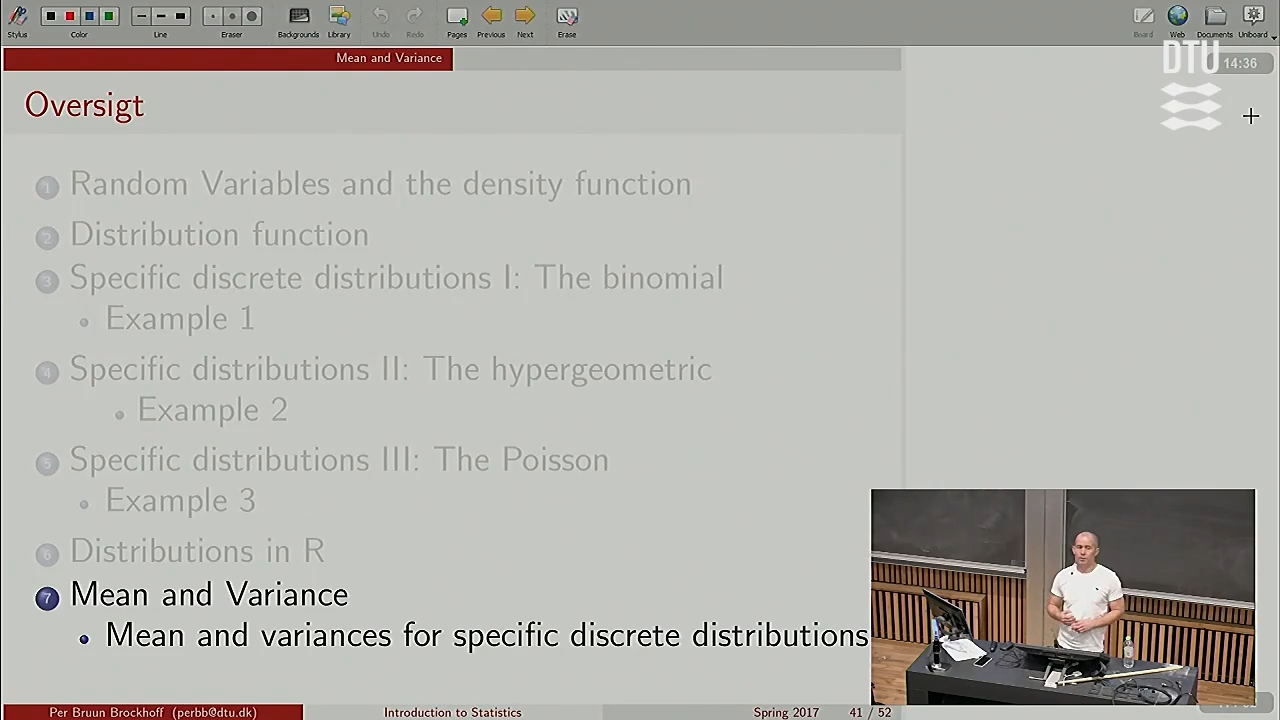 Stylus
Color
Line
Eraser
Backgrounds
Library
Undo
Redo
Pages
Previous
Next
Erase
Board
Web
Documents
Uniboard
Mean and Variance
DTU
14:36
Oversigt
1 Random Variables and the density function
2 Distribution function
3 Specific discrete distributions I: The binomial
Example 1
4 Specific distributions II: The hypergeometric
Example 2
5 Specific distributions III: The Poisson
Example 3
6 Distributions in R
7 Mean and Variance
Mean and variances for specific discrete distributions
Per Bruun Brockhoff (perbb@dtu.dk)
Introduction to Statistics
Spring 2017
41 / 52